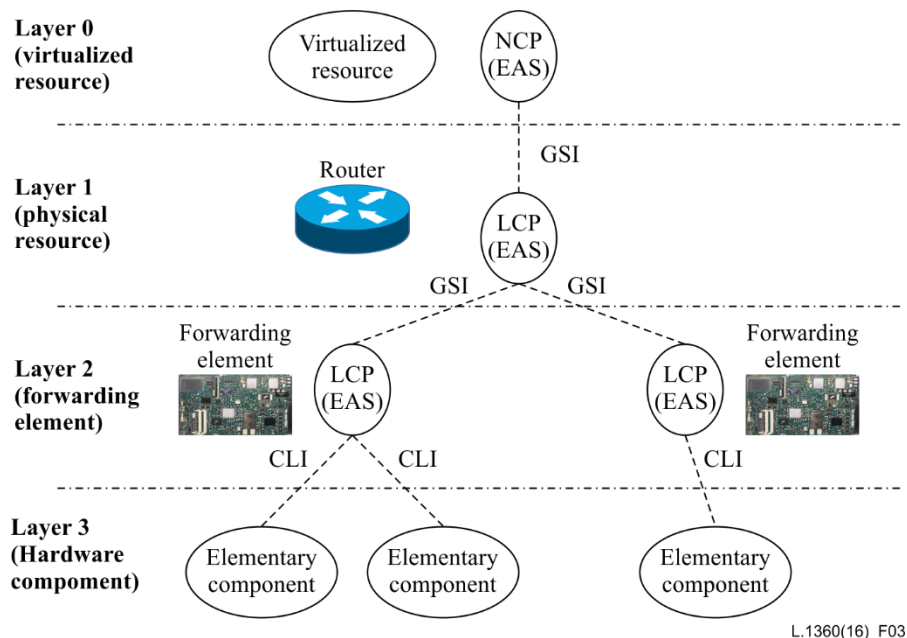 Layer 0
(virtualized
resource)
Virtualized
resource
NCP
(EAS)
GSI
Layer 1
(physical
resource)
Router
LCP
(EAS)
GSI
GSI
Layer 2
(forwarding
element)
Forwarding
element
LCP
(EAS)
LCP
(EAS)
Forwarding
element
CLI
CLI
CLI
Layer 3
(Hardware
compoment)
Elementary
component
Elementary
component
Elementary
component
L.1360(16)_F03